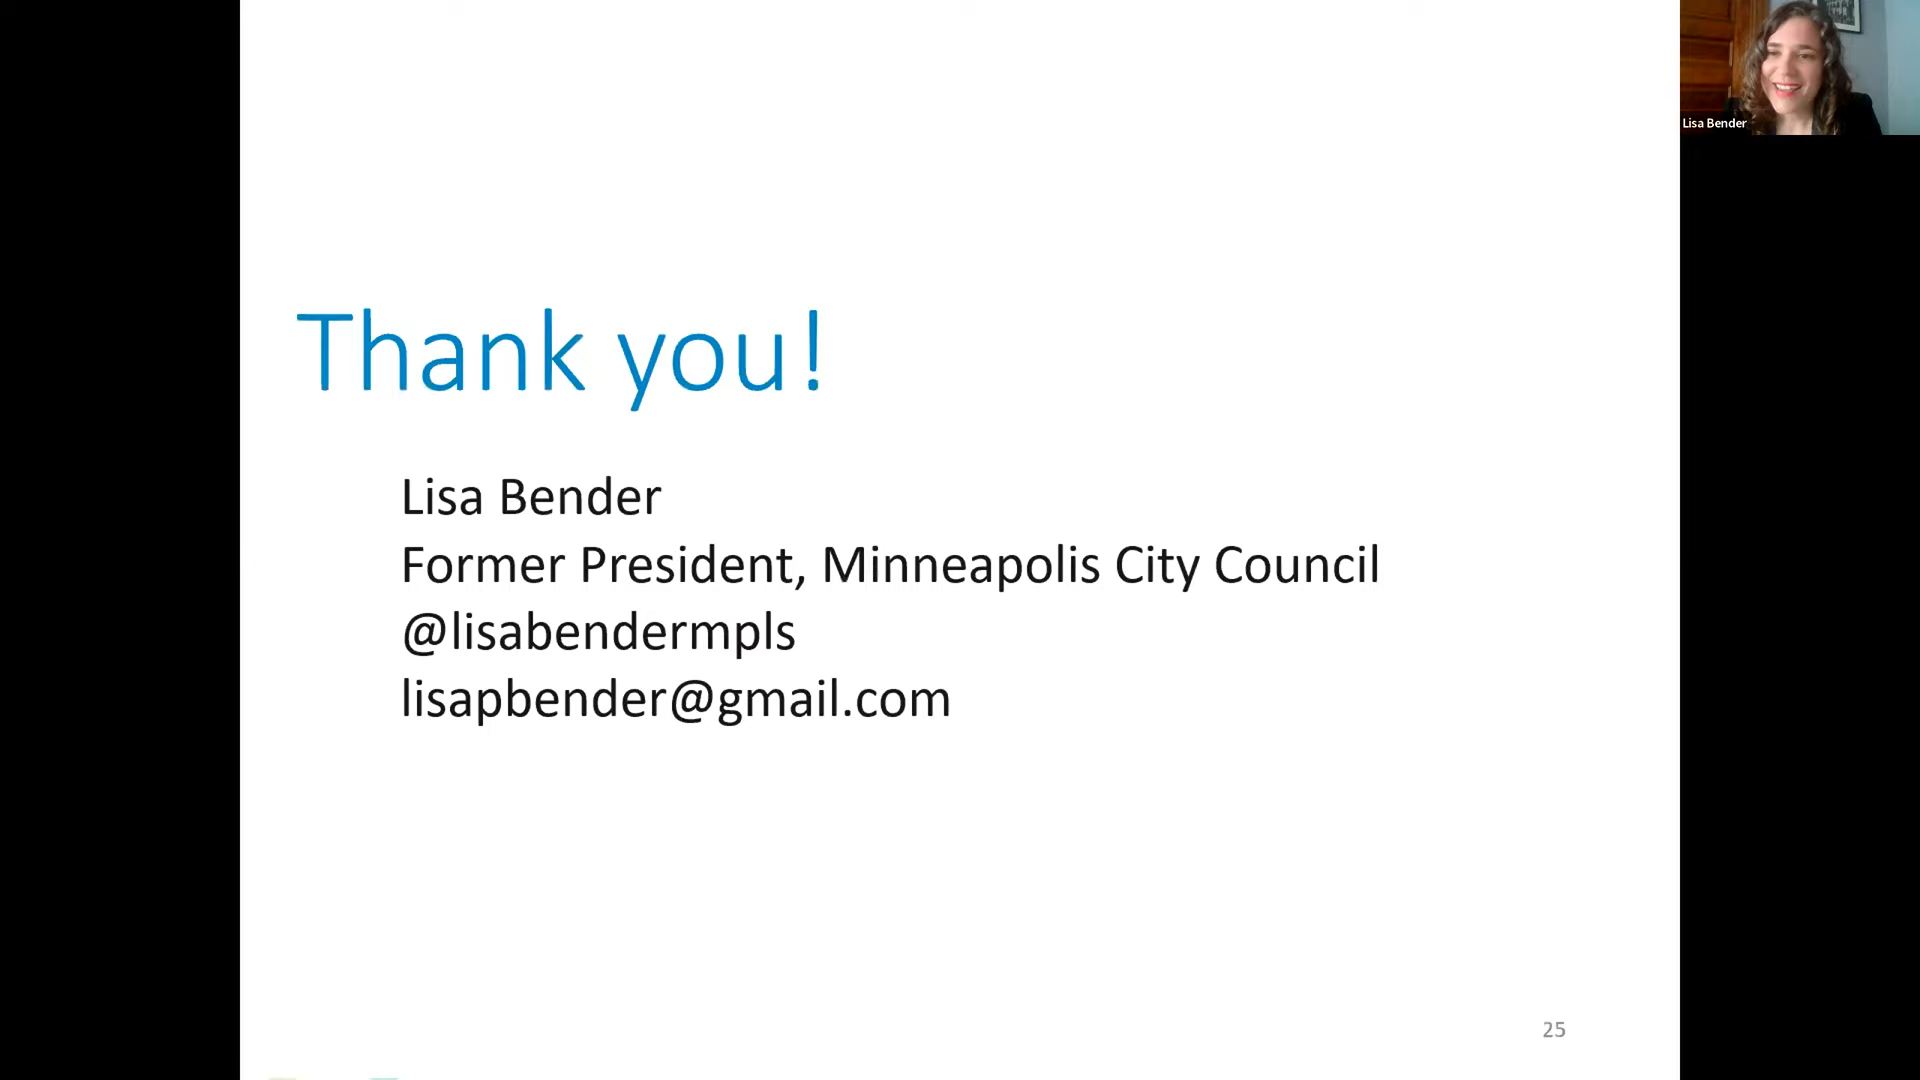 Lisa Bender
Thank you!
Lisa Bender
Former President, Minneapolis City Council
@lisabendermpls
lisapbender@gmail.com
25